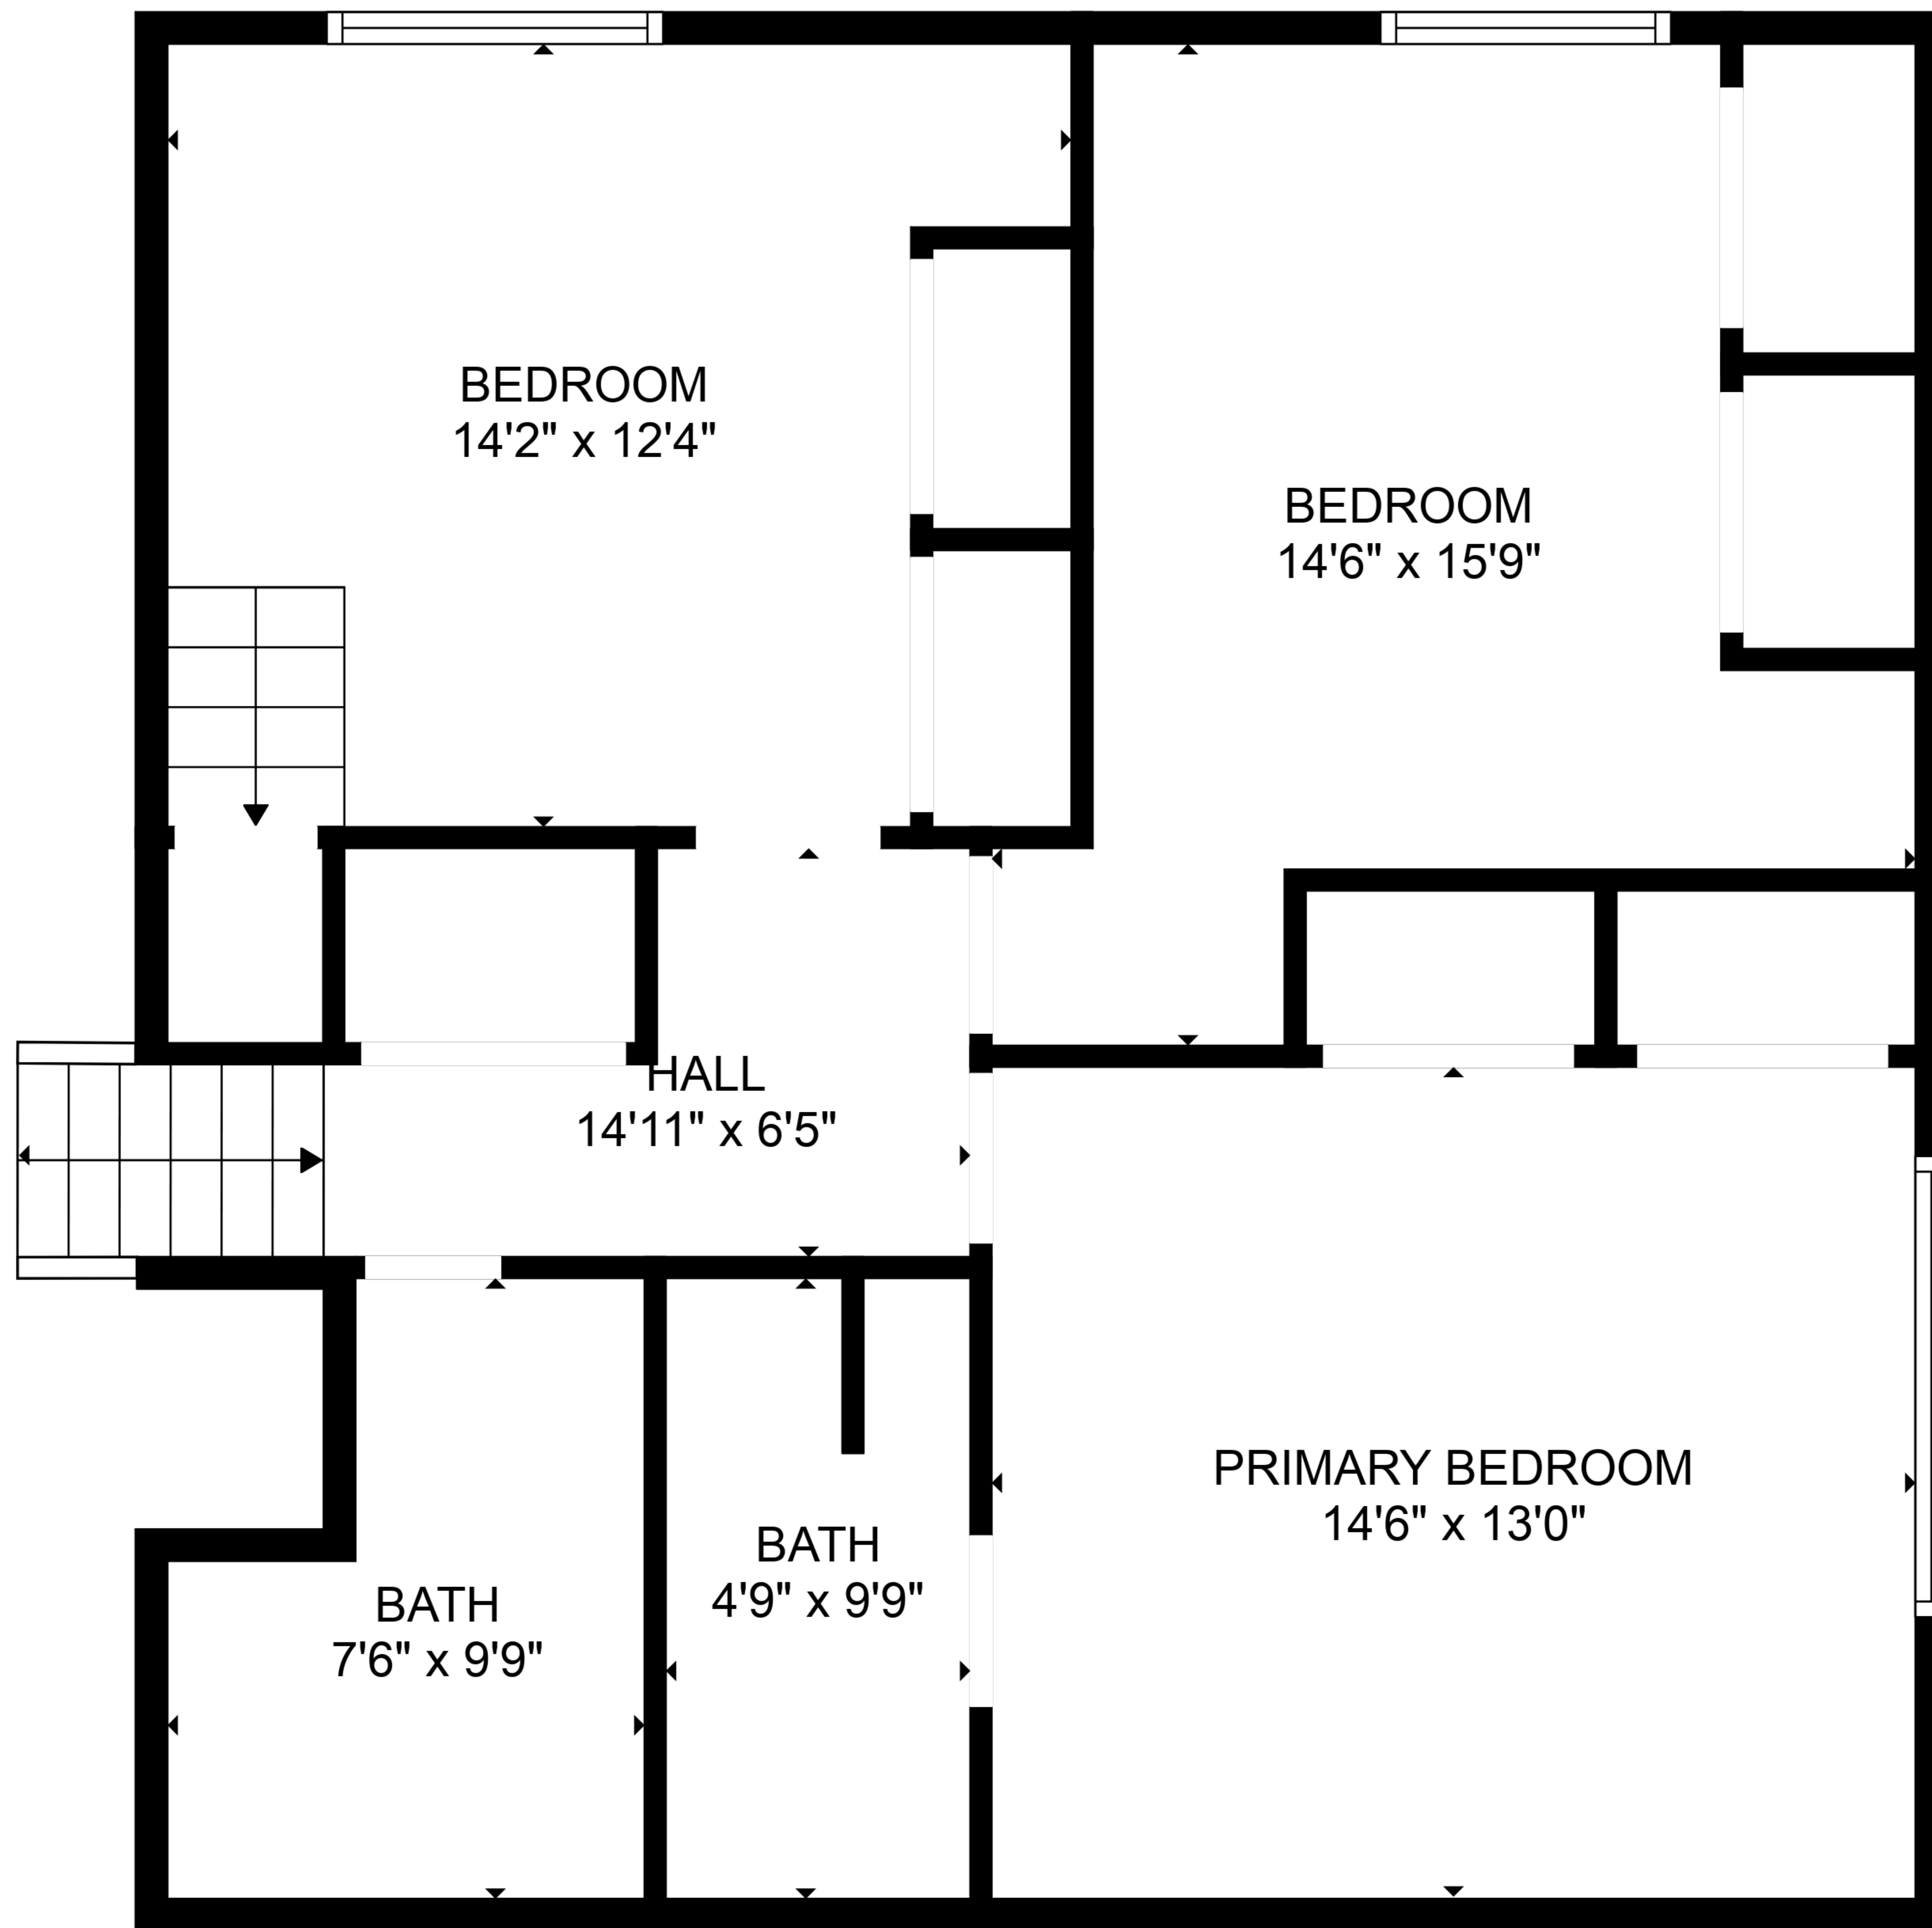 BEDROOM
14'2" x 12'4"
BEDROOM
14'6" x 15'9"
HALL
14'11" x 6'5"
PRIMARY BEDROOM
14'6" x 13'0"
BATH
4'9" x 9'9"
BATH
7'6" x 9'9"